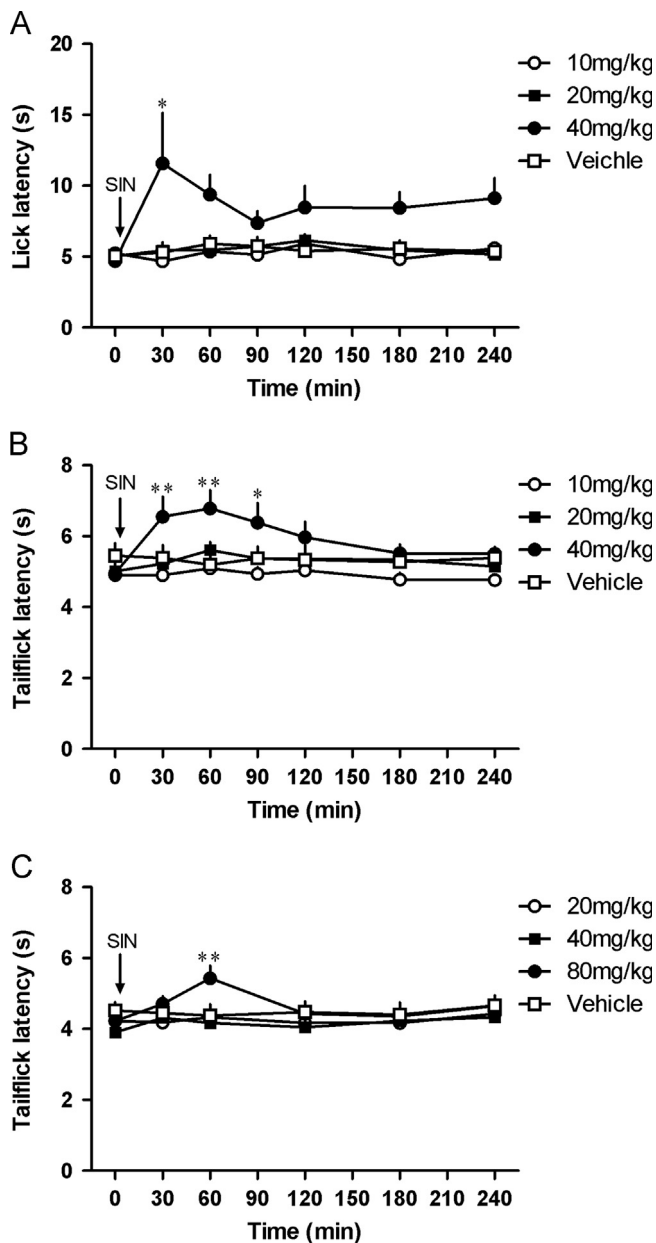 A
Lick latency (s)
20
15
10
5
0
SIN
*
10mg/kg
20mg/kg
40mg/kg
Veichle
0 30 60 90 120 150 180 210 240
Time (min)
B
Tailflick latency (s)
8
6
4
2
0
SIN
** ** *
10mg/kg
20mg/kg
40mg/kg
Vehicle
0 30 60 90 120 150 180 210 240
Time (min)
C
Tailflick latency (s)
8
6
4
2
0
SIN
**
20mg/kg
40mg/kg
80mg/kg
Vehicle
0 30 60 90 120 150 180 210 240
Time (min)